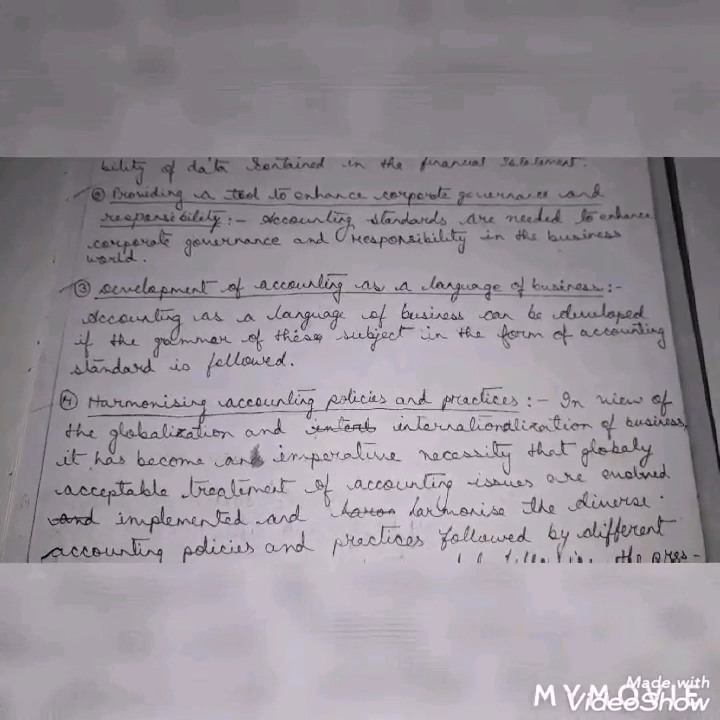 bility of data contained in the financial statement.
② Providing a tool to enhance corporate governance and
responsibility :- Accounting standards are needed to enhance
corporate governance and responsibility in the business
world.
③ Development of accounting as a language of business :-
Accounting as a language of business can be developed
if the grammar of these subject in the form of accounting
standard is followed.
④ Harmonising accounting policies and practices :- In view of
the globalization and internationalization of business,
it has become an imperative necessity that globaly
acceptable treatement of accounting issues are evolved
and implemented and harmonise the diverse
accounting policies and practices followed by different
the pres-
Made with
MYMOVIE
VideoShow